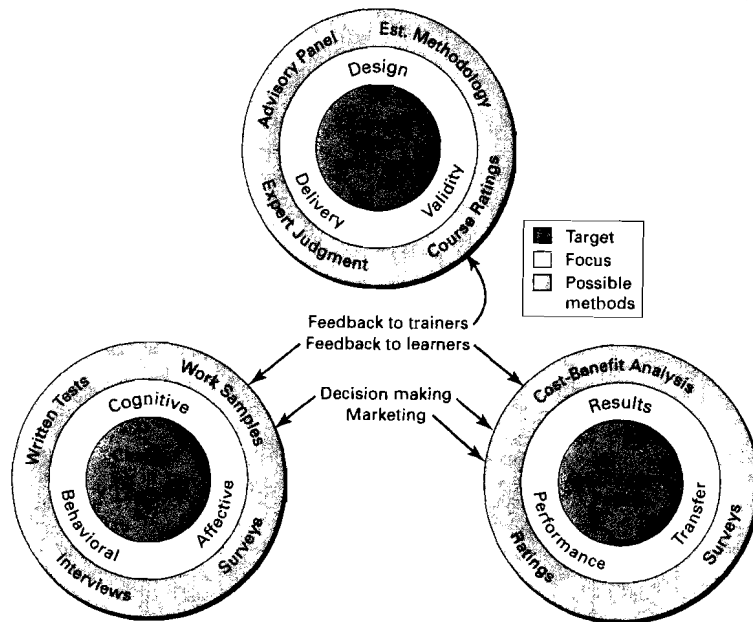 Advisory Panel
Est. Methodology
Design
Delivery
Validity
Expert Judgment
Course Ratings
Target
Focus
Possible
methods
Feedback to trainers
Feedback to learners
Decision making
Marketing
Written Tests
Work Samples
Cognitive
Behavioral
Affective
Interviews
Surveys
Cost-Benefit Analysis
Results
Performance
Transfer
Ratings
Surveys